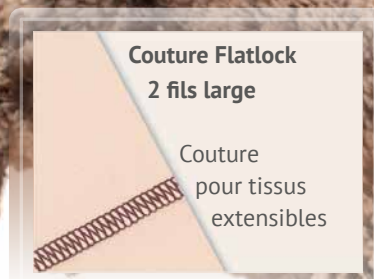 Couture Flatlock
2 fils large
Couture
pour tissus
extensibles